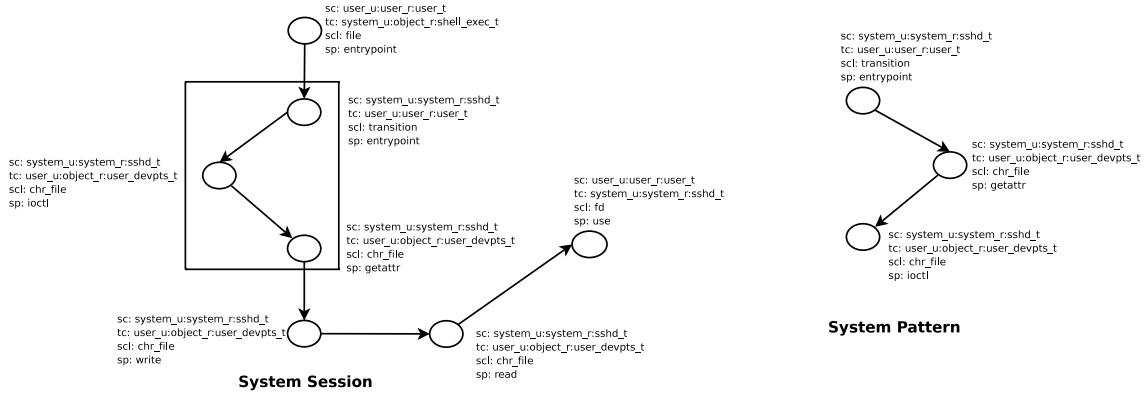 sc: user_u:user_r:user_t
tc: system_u:object_r:shell_exec_t
scl: file
sp: entrypoint
sc: system_u:system_r:sshd_t
tc: user_u:user_r:user_t
scl: transition
sp: entrypoint
sc: system_u:system_r:sshd_t
tc: user_u:object_r:user_devpts_t
scl: chr_file
sp: ioctl
sc: system_u:system_r:sshd_t
tc: user_u:object_r:user_devpts_t
scl: chr_file
sp: getattr
sc: system_u:system_r:sshd_t
tc: user_u:object_r:user_devpts_t
scl: chr_file
sp: write
sc: system_u:system_r:sshd_t
tc: user_u:object_r:user_devpts_t
scl: chr_file
sp: read
sc: user_u:user_r:user_t
tc: system_u:system_r:sshd_t
scl: fd
sp: use
System Session
sc: system_u:system_r:sshd_t
tc: user_u:user_r:user_t
scl: transition
sp: entrypoint
sc: system_u:system_r:sshd_t
tc: user_u:object_r:user_devpts_t
scl: chr_file
sp: getattr
sc: system_u:system_r:sshd_t
tc: user_u:object_r:user_devpts_t
scl: chr_file
sp: ioctl
System Pattern